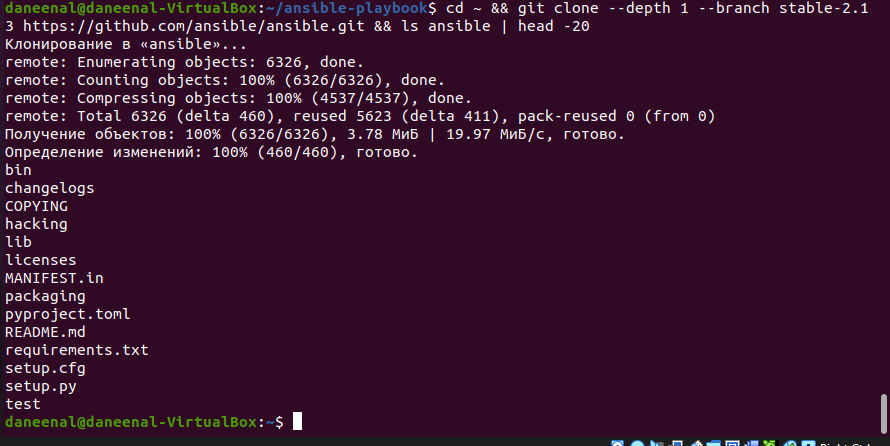 daneenal@daneenal-VirtualBox:~/ansible-playbook$ cd ~ && git clone --depth 1 --branch stable-2.1
3 https://github.com/ansible/ansible.git && ls ansible | head -20
Клонирование в «ansible»...
remote: Enumerating objects: 6326, done.
remote: Counting objects: 100% (6326/6326), done.
remote: Compressing objects: 100% (4537/4537), done.
remote: Total 6326 (delta 460), reused 5623 (delta 411), pack-reused 0 (from 0)
Получение объектов: 100% (6326/6326), 3.78 МиБ | 19.97 МиБ/с, готово.
Определение изменений: 100% (460/460), готово.
bin
changelogs
COPYING
hacking
lib
licenses
MANIFEST.in
packaging
pyproject.toml
README.md
requirements.txt
setup.cfg
setup.py
test
daneenal@daneenal-VirtualBox:~$